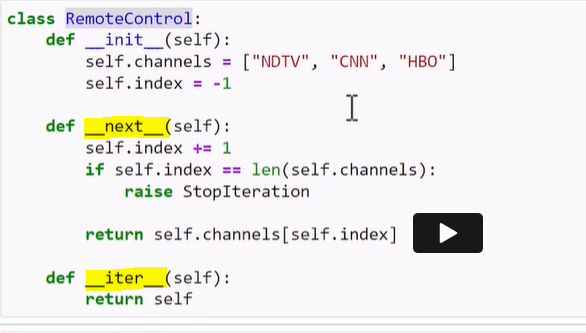 class RemoteControl:
    def __init__(self):
        self.channels = ["NDTV", "CNN", "HBO"]
        self.index = -1
    def __next__(self):
        self.index += 1
        if self.index == len(self.channels):
            raise StopIteration
        return self.channels[self.index]
    def __iter__(self):
        return self